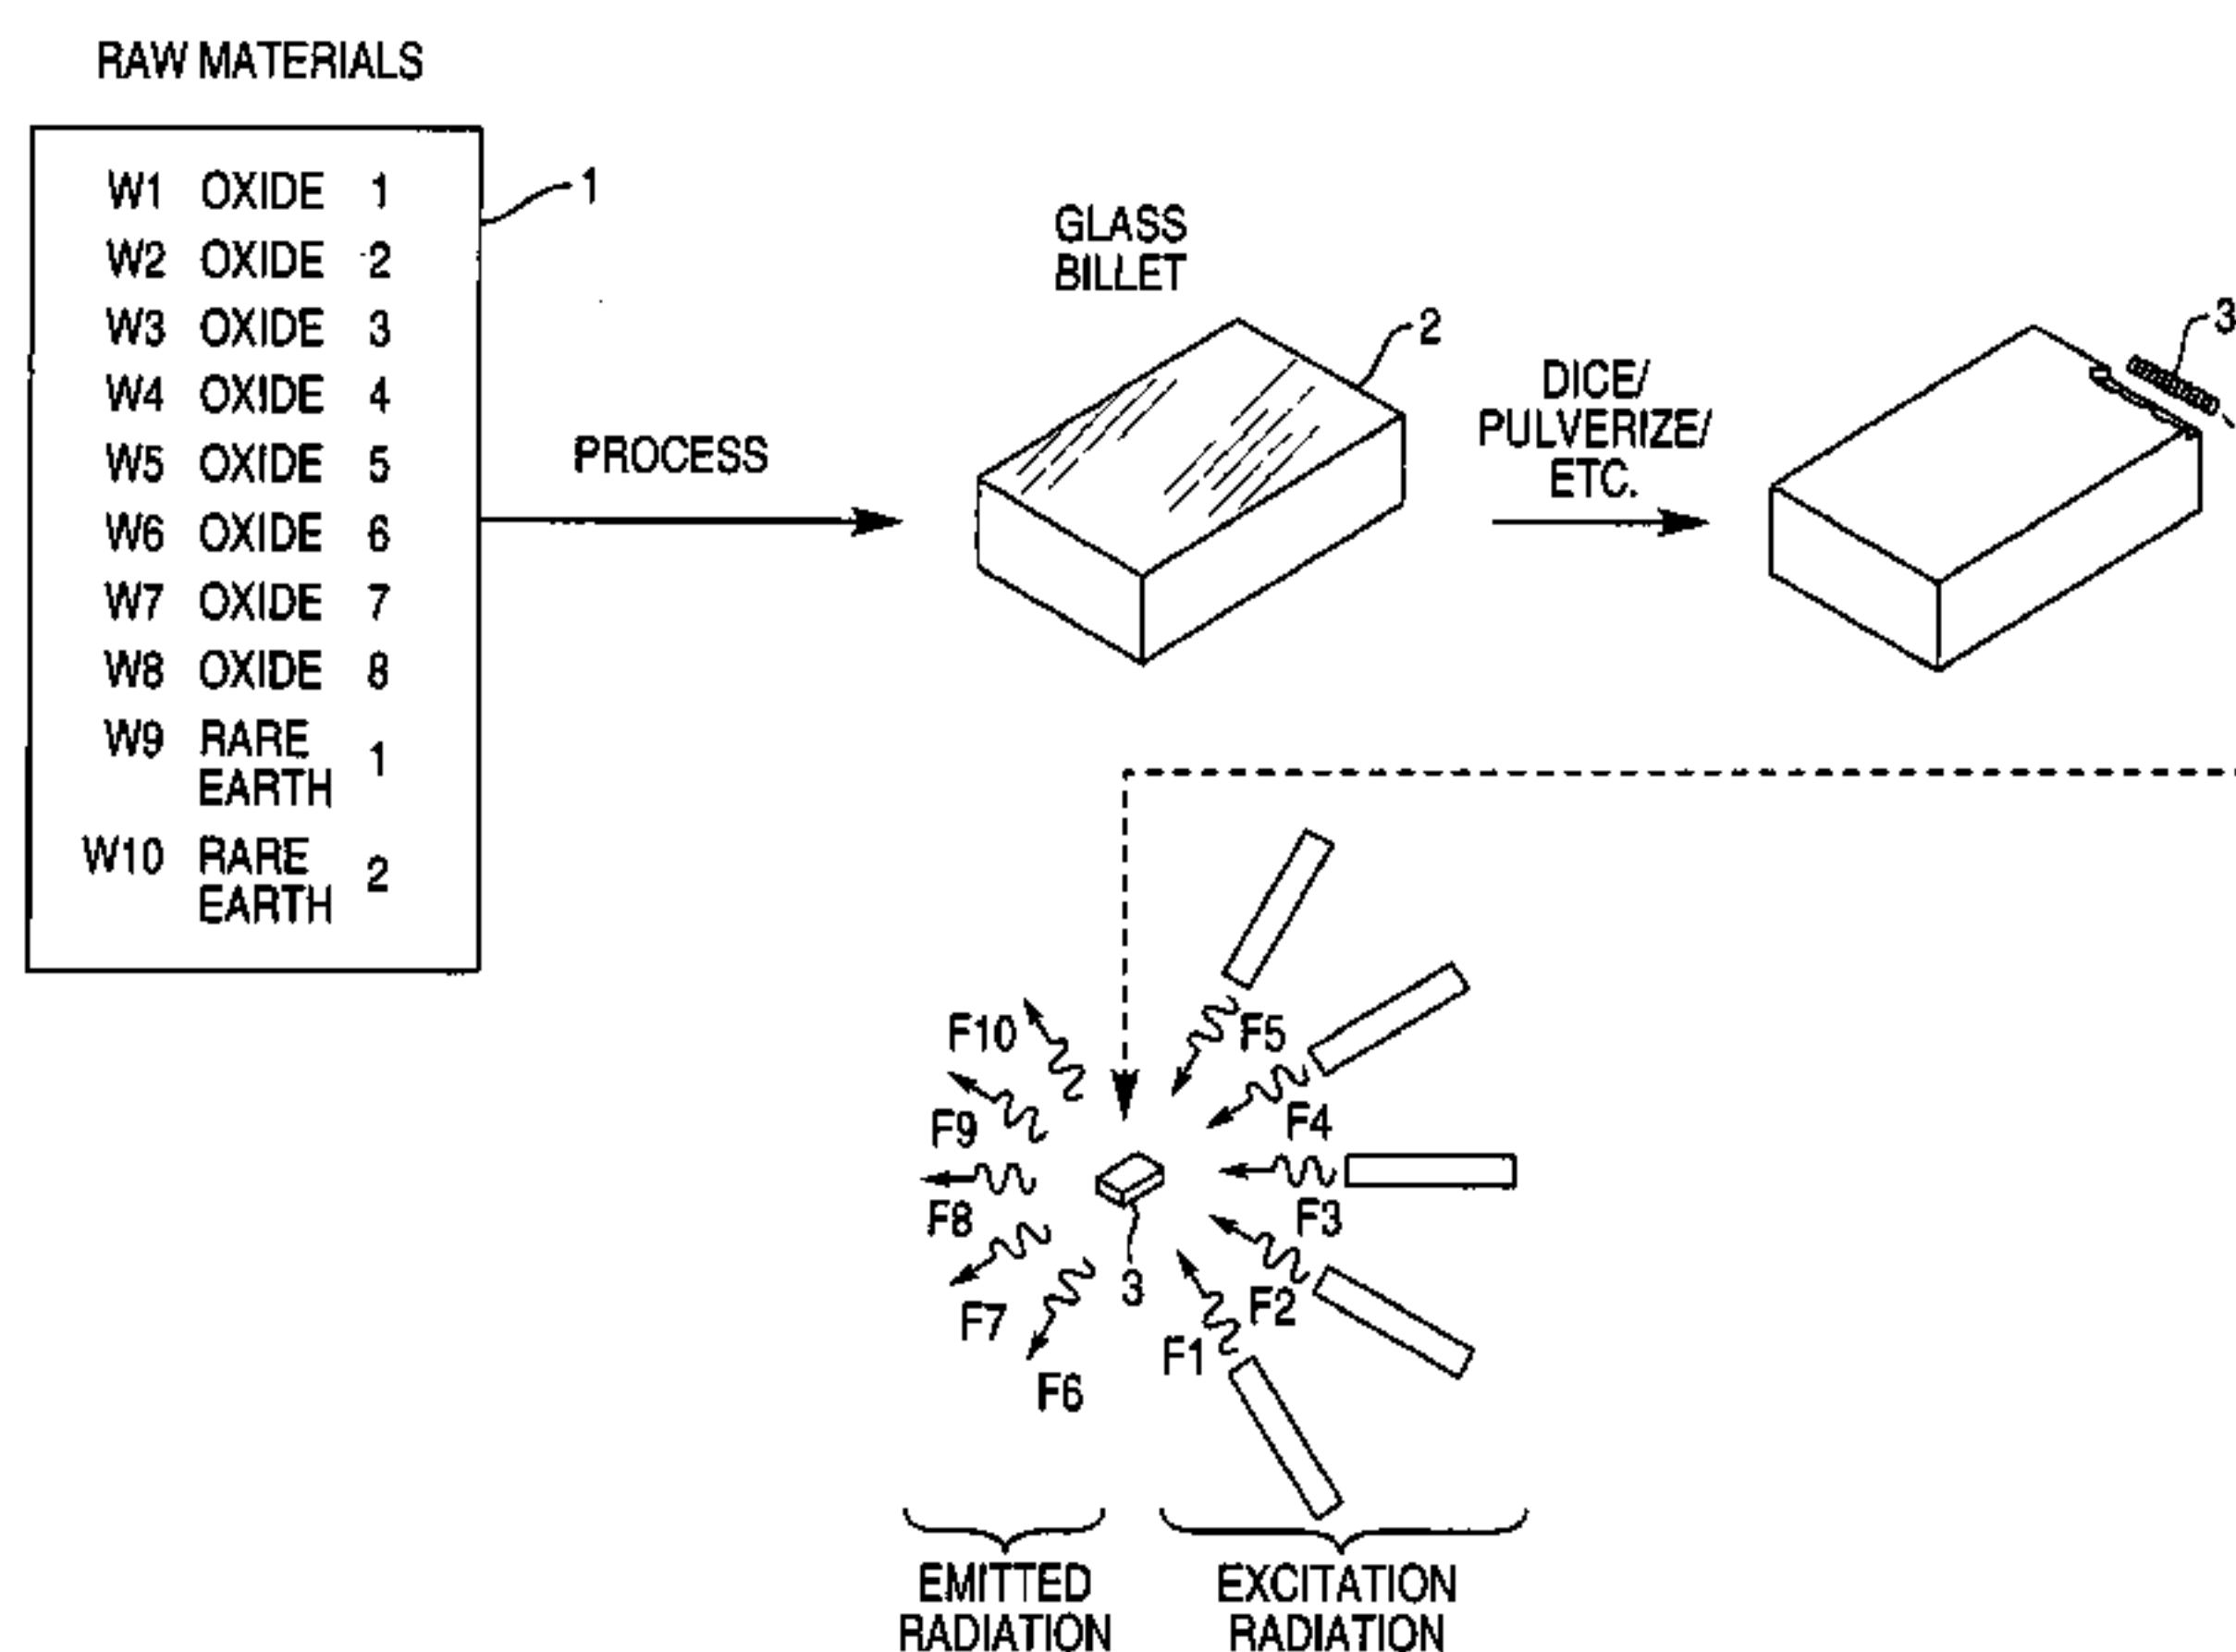 RAW MATERIALS
W1 OXIDE 1
W2 OXIDE 2
W3 OXIDE 3
W4 OXIDE 4
W5 OXIDE 5
W6 OXIDE 6
W7 OXIDE 7
W8 OXIDE 8
W9 RARE
EARTH 1
W10 RARE
EARTH 2
1
PROCESS
GLASS
BILLET
2
DICE/
PULVERIZE/
ETC.
3
F10
F9
F8
F7
F6
F5
F4
F3
F2
F1
3
EMITTED
RADIATION
EXCITATION
RADIATION